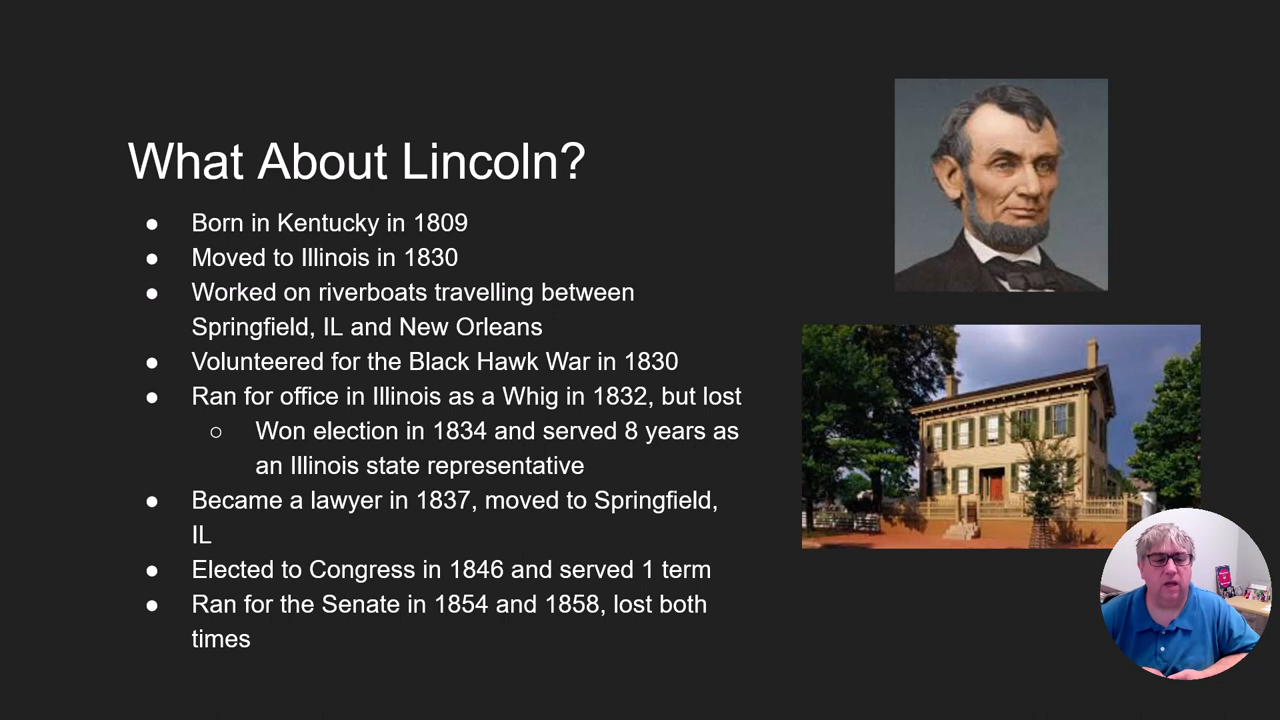 What About Lincoln?
● Born in Kentucky in 1809
● Moved to Illinois in 1830
● Worked on riverboats travelling between
Springfield, IL and New Orleans
● Volunteered for the Black Hawk War in 1830
● Ran for office in Illinois as a Whig in 1832, but lost
○ Won election in 1834 and served 8 years as
an Illinois state representative
● Became a lawyer in 1837, moved to Springfield,
IL
● Elected to Congress in 1846 and served 1 term
● Ran for the Senate in 1854 and 1858, lost both
times